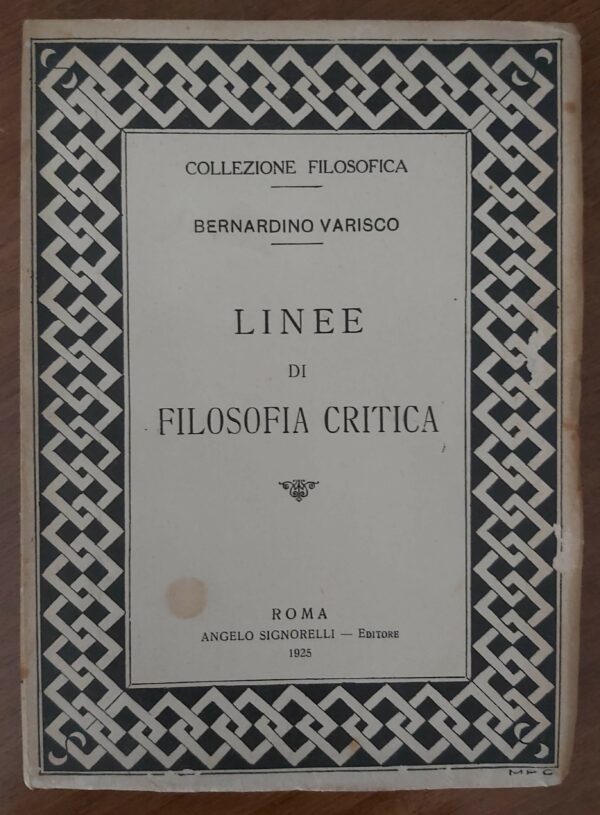 COLLEZIONE FILOSOFICA
BERNARDINO VARISCO
LINEE
DI
FILOSOFIA CRITICA
ROMA
ANGELO SIGNORELLI — EDITORE
1925